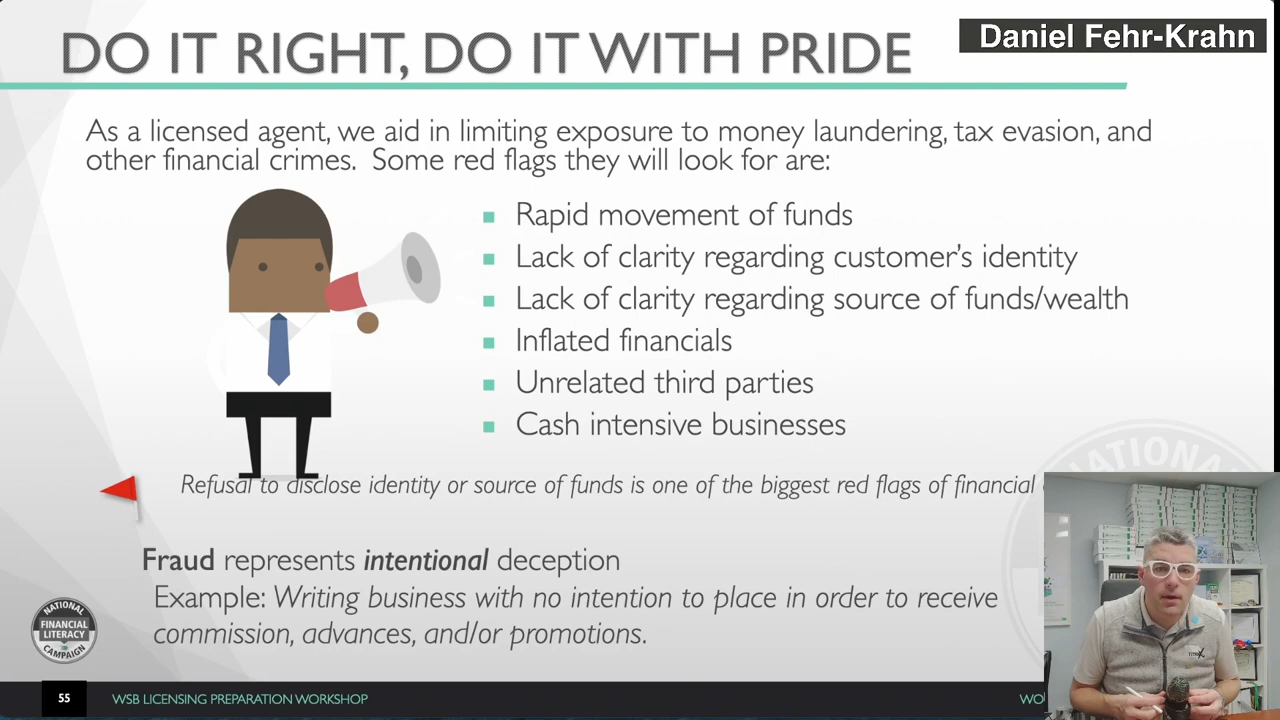 DO IT RIGHT, DO IT WITH PRIDE
Daniel Fehr-Krahn
As a licensed agent, we aid in limiting exposure to money laundering, tax evasion, and
other financial crimes. Some red flags they will look for are:
Rapid movement of funds
Lack of clarity regarding customer's identity
Lack of clarity regarding source of funds/wealth
Inflated financials
Unrelated third parties
Cash intensive businesses
Refusal to disclose identity or source of funds is one of the biggest red flags of financial
Fraud represents intentional deception
Example: Writing business with no intention to place in order to receive
commission, advances, and/or promotions.
NATIONAL
FINANCIAL
LITERACY
CAMPAIGN
NATIONAL
55
WSB LICENSING PREPARATION WORKSHOP
WO